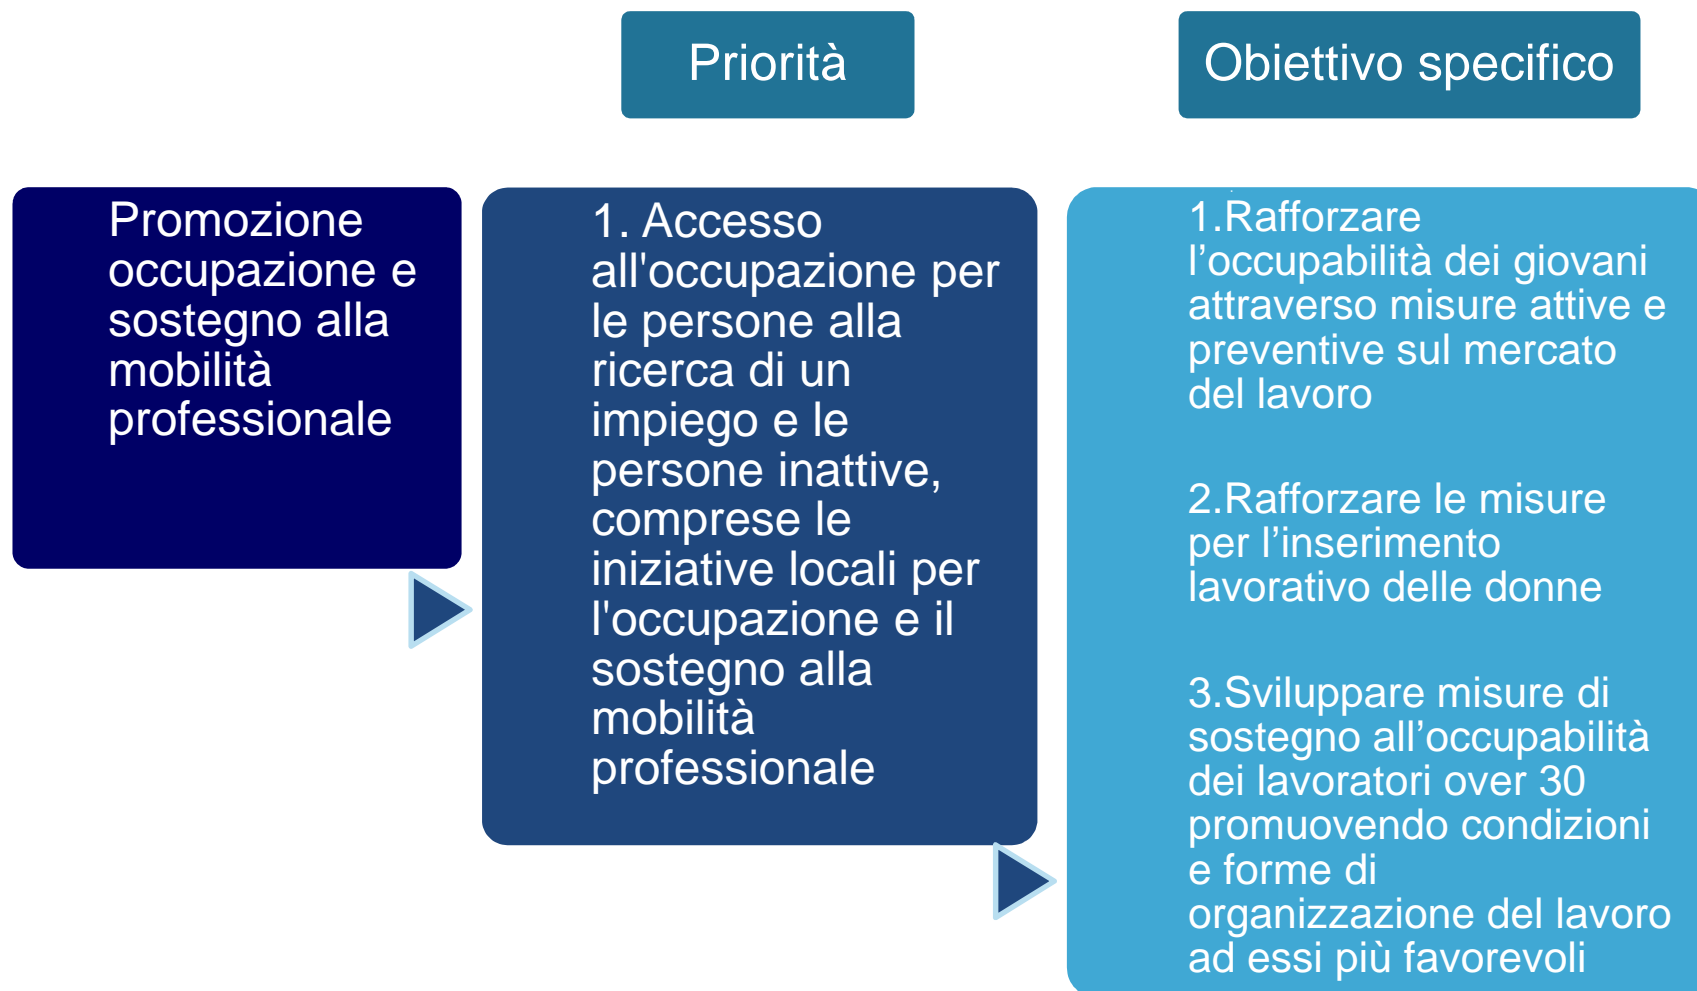 Priorità
Obiettivo specifico
Promozione
occupazione e
sostegno alla
mobilità
professionale
1. Accesso
all'occupazione per
le persone alla
ricerca di un
impiego e le
persone inattive,
comprese le
iniziative locali per
l'occupazione e il
sostegno alla
mobilità
professionale
1.Rafforzare
l’occupabilità dei giovani
attraverso misure attive e
preventive sul mercato
del lavoro
2.Rafforzare le misure
per l’inserimento
lavorativo delle donne
3.Sviluppare misure di
sostegno all’occupabilità
dei lavoratori over 30
promuovendo condizioni
e forme di
organizzazione del lavoro
ad essi più favorevoli